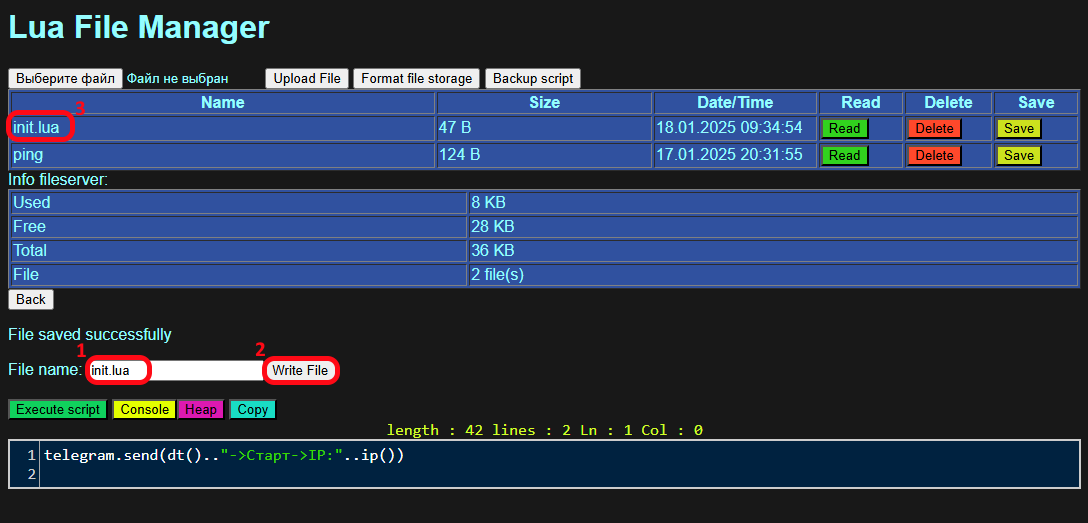 Lua File Manager
Выберите файл Файл не выбран Upload File Format file storage Backup script
Name Size Date/Time Read Delete Save
3
init.lua 47 B 18.01.2025 09:34:54 Read Delete Save
ping 124 B 17.01.2025 20:31:55 Read Delete Save
Info fileserver:
Used 8 KB
Free 28 KB
Total 36 KB
File 2 file(s)
Back
File saved successfully
1 2
File name: init.lua Write File
Execute script Console Heap Copy
length : 42 lines : 2 Ln : 1 Col : 0
1 telegram.send(dt().."->Старт->IP:"..ip())
2